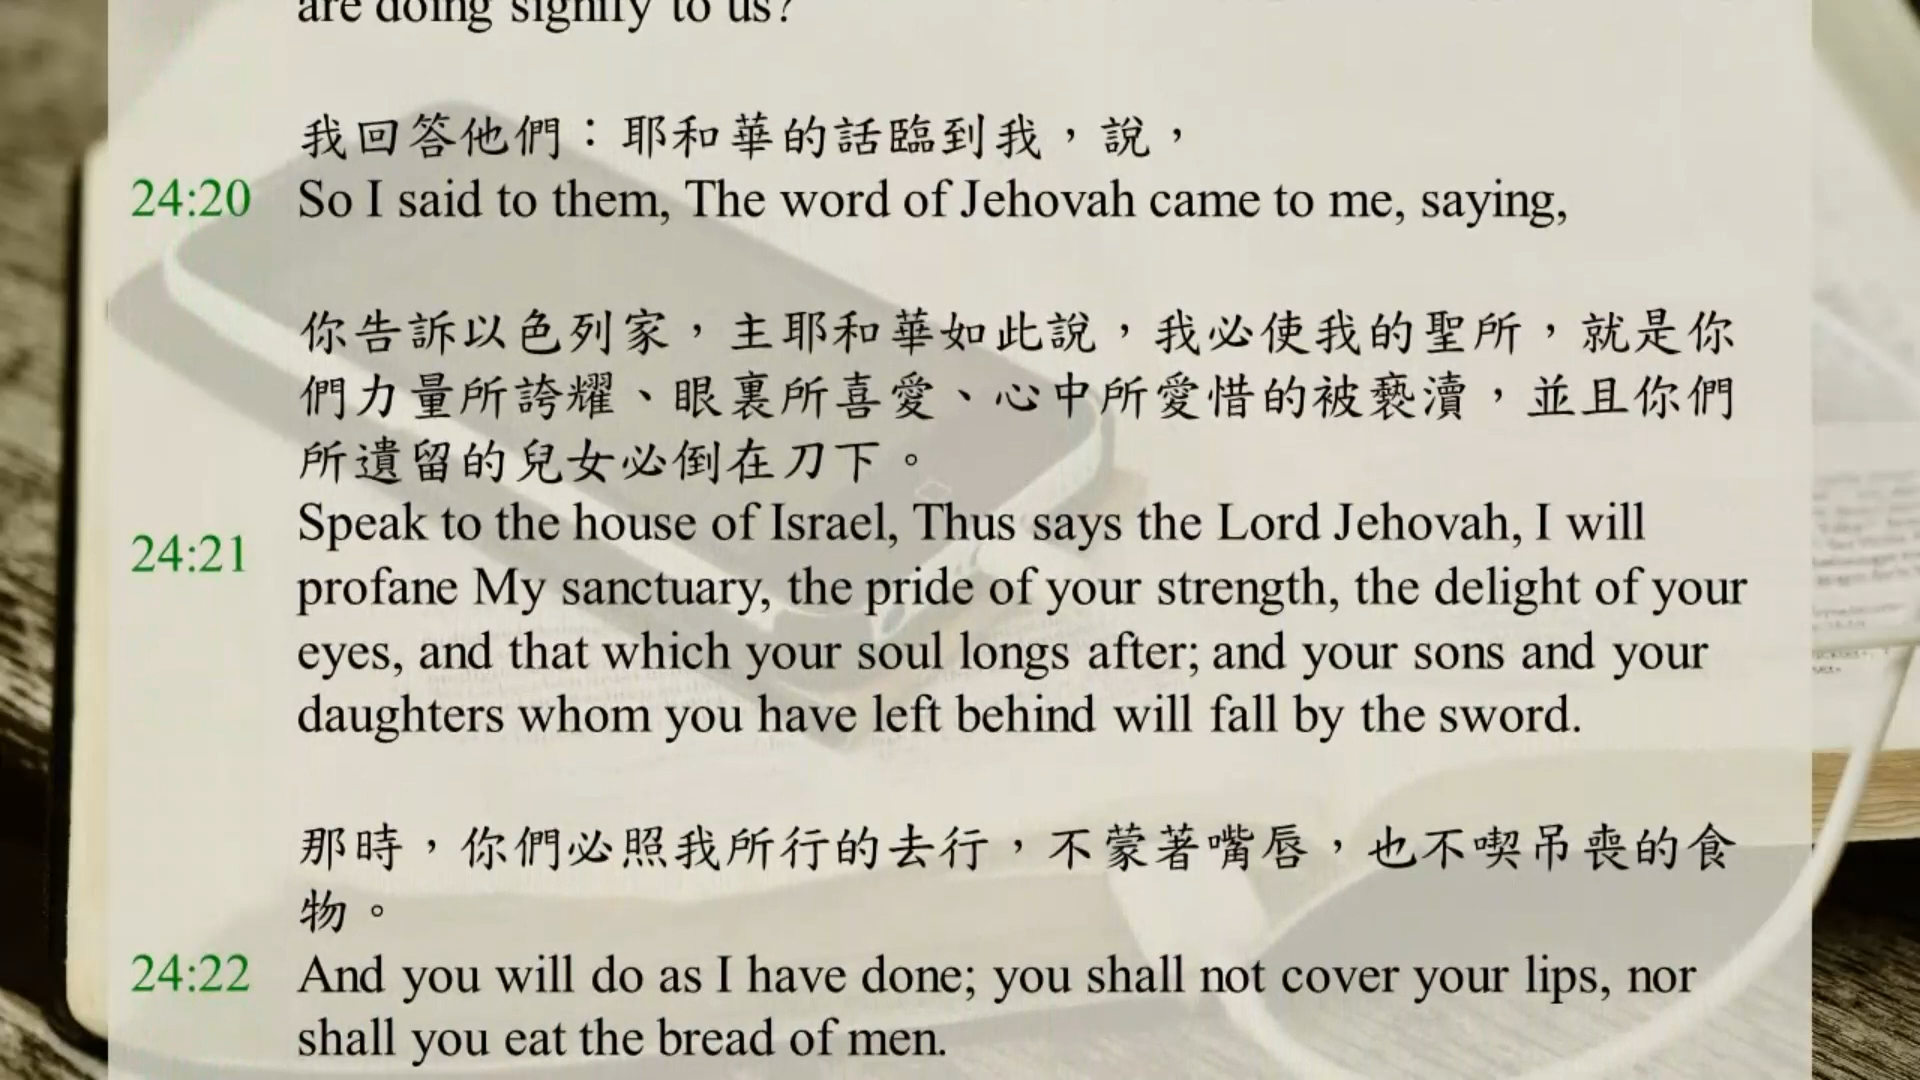 are doing signify to us?
我回答他們：耶和華的話臨到我，說，
24:20 So I said to them, The word of Jehovah came to me, saying,
你告訴以色列家，主耶和華如此說，我必使我的聖所，就是你
們力量所誇耀、眼裏所喜愛、心中所愛惜的被褻瀆，並且你們
所遺留的兒女必倒在刀下。
24:21 Speak to the house of Israel, Thus says the Lord Jehovah, I will
profane My sanctuary, the pride of your strength, the delight of your
eyes, and that which your soul longs after; and your sons and your
daughters whom you have left behind will fall by the sword.
那時，你們必照我所行的去行，不蒙著嘴唇，也不喫吊喪的食
物。
24:22 And you will do as I have done; you shall not cover your lips, nor
shall you eat the bread of men.